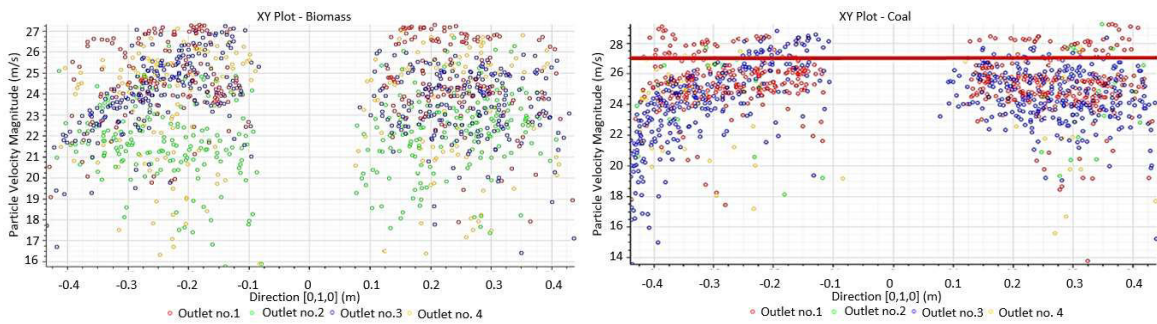 XY Plot - Biomass
Particle Velocity Magnitude (m/s)
27
26
25
24
23
22
21
20
19
18
17
16
-0.4 -0.3 -0.2 -0.1 0 0.1 0.2 0.3 0.4
Direction [0,1,0] (m)
Outlet no.1 Outlet no.2 Outlet no.3 Outlet no. 4
XY Plot - Coal
Particle Velocity Magnitude (m/s)
28
26
24
22
20
18
16
14
-0.4 -0.3 -0.2 -0.1 0 0.1 0.2 0.3 0.4
Direction [0,1,0] (m)
Outlet no.1 Outlet no.2 Outlet no.3 Outlet no. 4